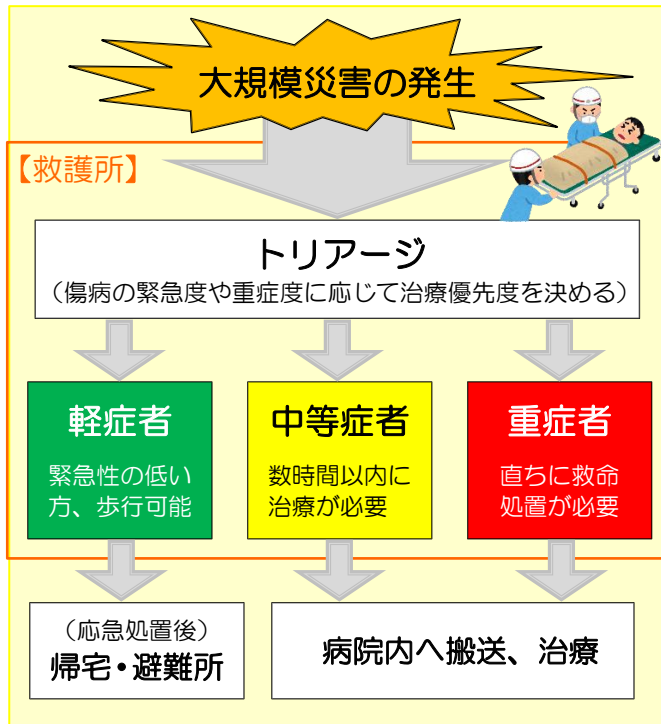 大規模災害の発生
【救護所】
トリアージ
（傷病の緊急度や重症度に応じて治療優先度を決める）
軽症者
緊急性の低い
方、歩行可能
中等症者
数時間以内に
治療が必要
重症者
直ちに救命
処置が必要
（応急処置後）
帰宅・避難所
病院内へ搬送、治療